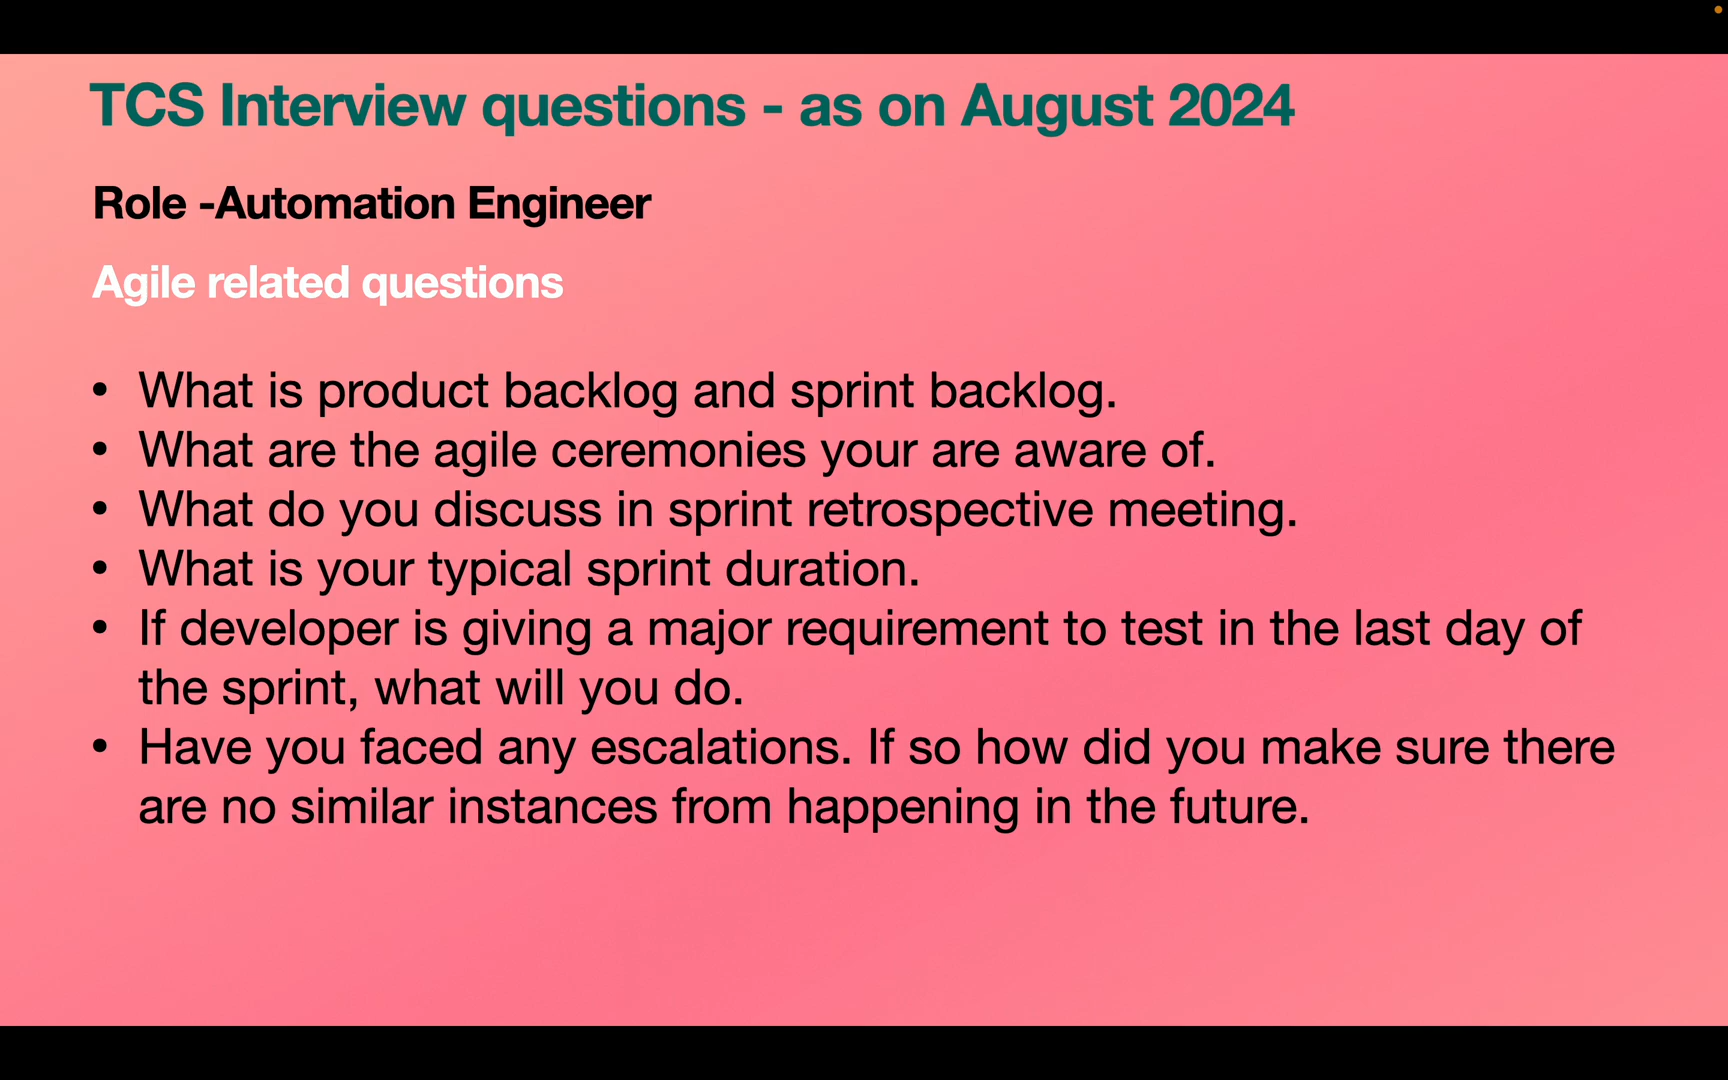 TCS Interview questions - as on August 2024
Role -Automation Engineer
Agile related questions
• What is product backlog and sprint backlog.
• What are the agile ceremonies your are aware of.
• What do you discuss in sprint retrospective meeting.
• What is your typical sprint duration.
• If developer is giving a major requirement to test in the last day of
the sprint, what will you do.
• Have you faced any escalations. If so how did you make sure there
are no similar instances from happening in the future.